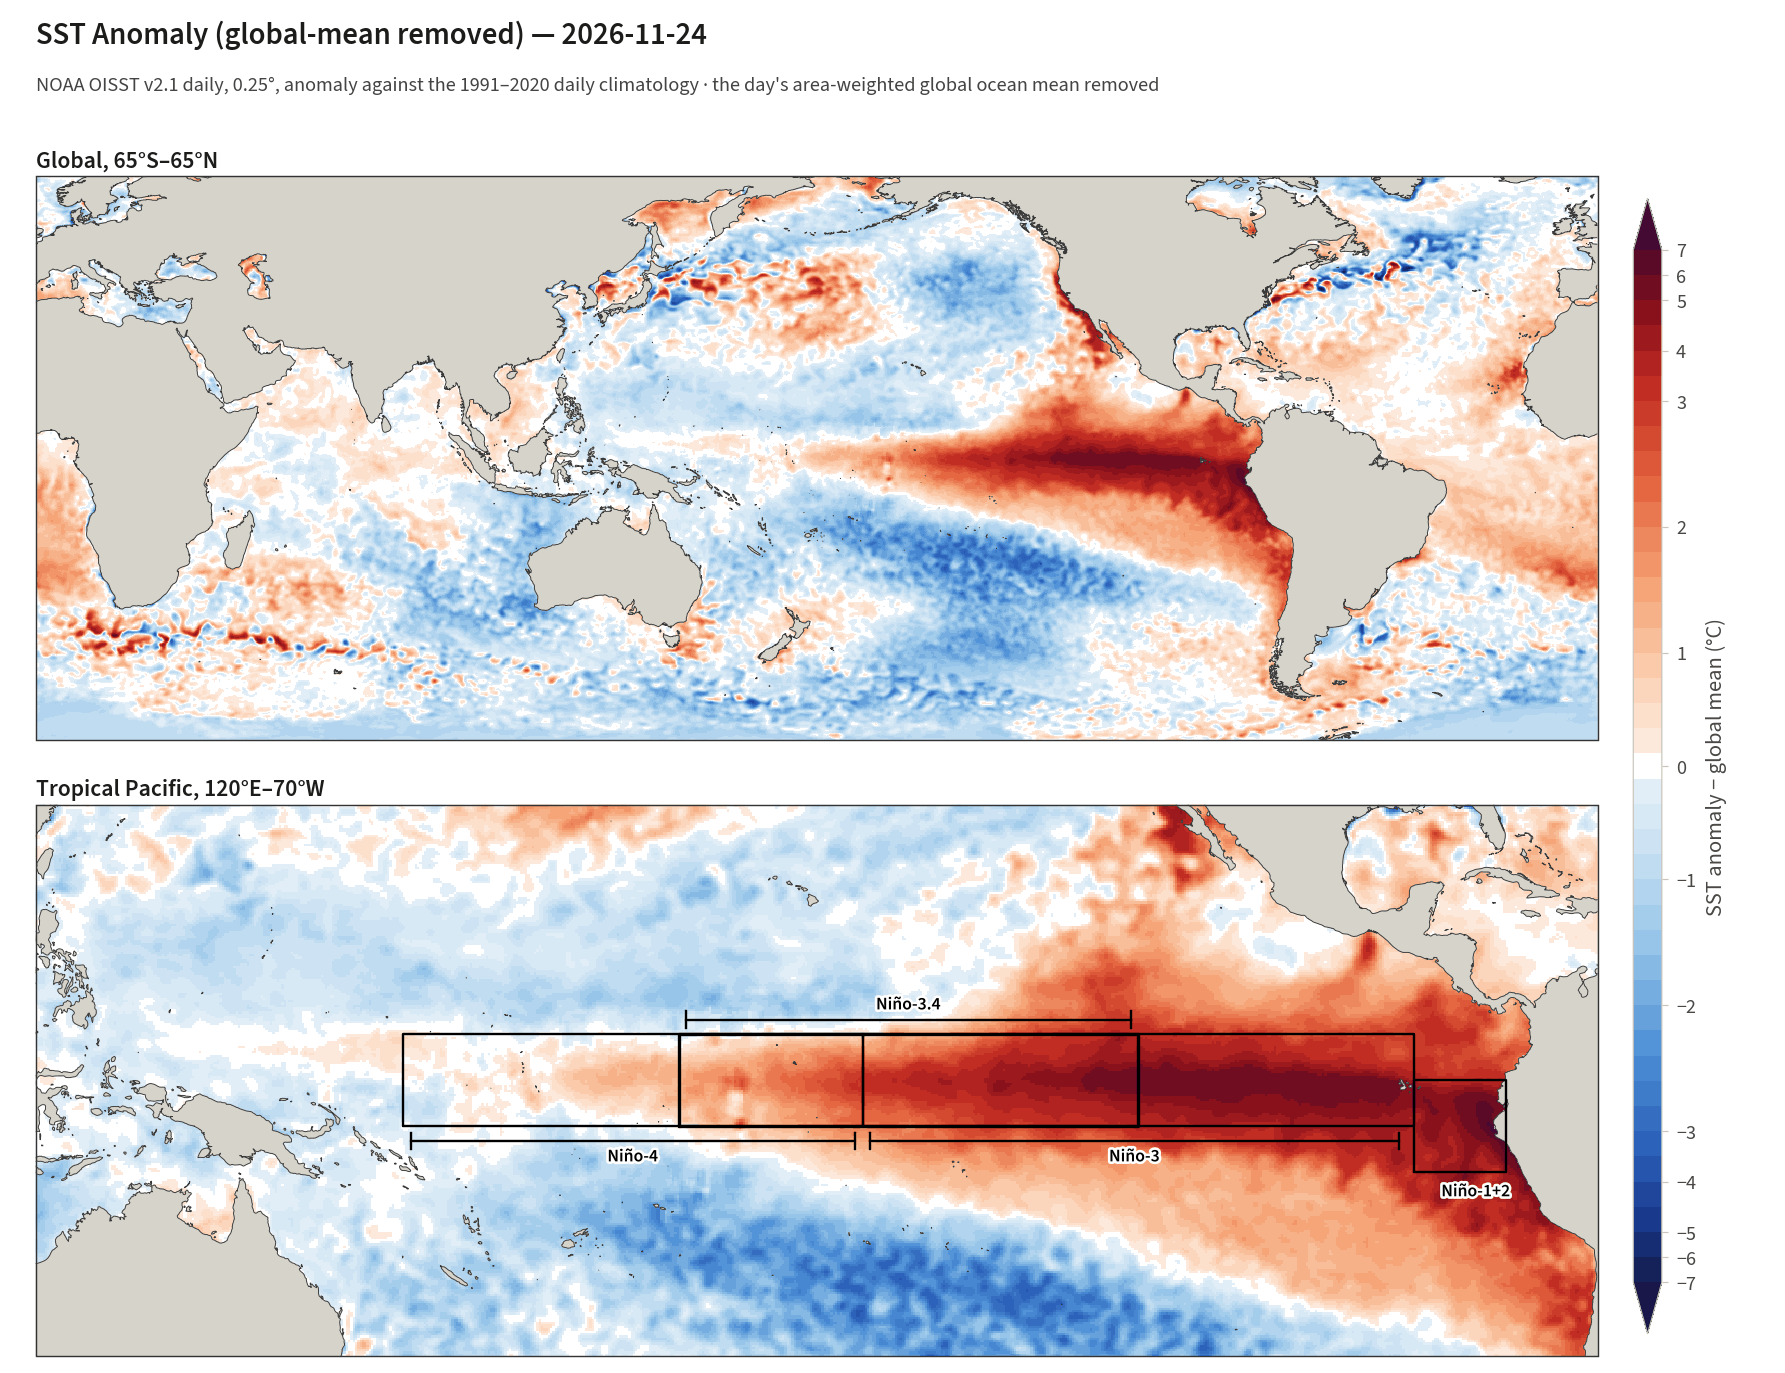 SST Anomaly (global-mean removed) — 2026-11-24
NOAA OISST v2.1 daily, 0.25°, anomaly against the 1991–2020 daily climatology · the day's area-weighted global ocean mean removed
Global, 65°S–65°N
Tropical Pacific, 120°E–70°W
Niño-3.4
Niño-4
Niño-3
Niño-1+2
7
6
5
4
3
2
1
0
−1
−2
−3
−4
−5
−6
−7
SST anomaly − global mean (°C)